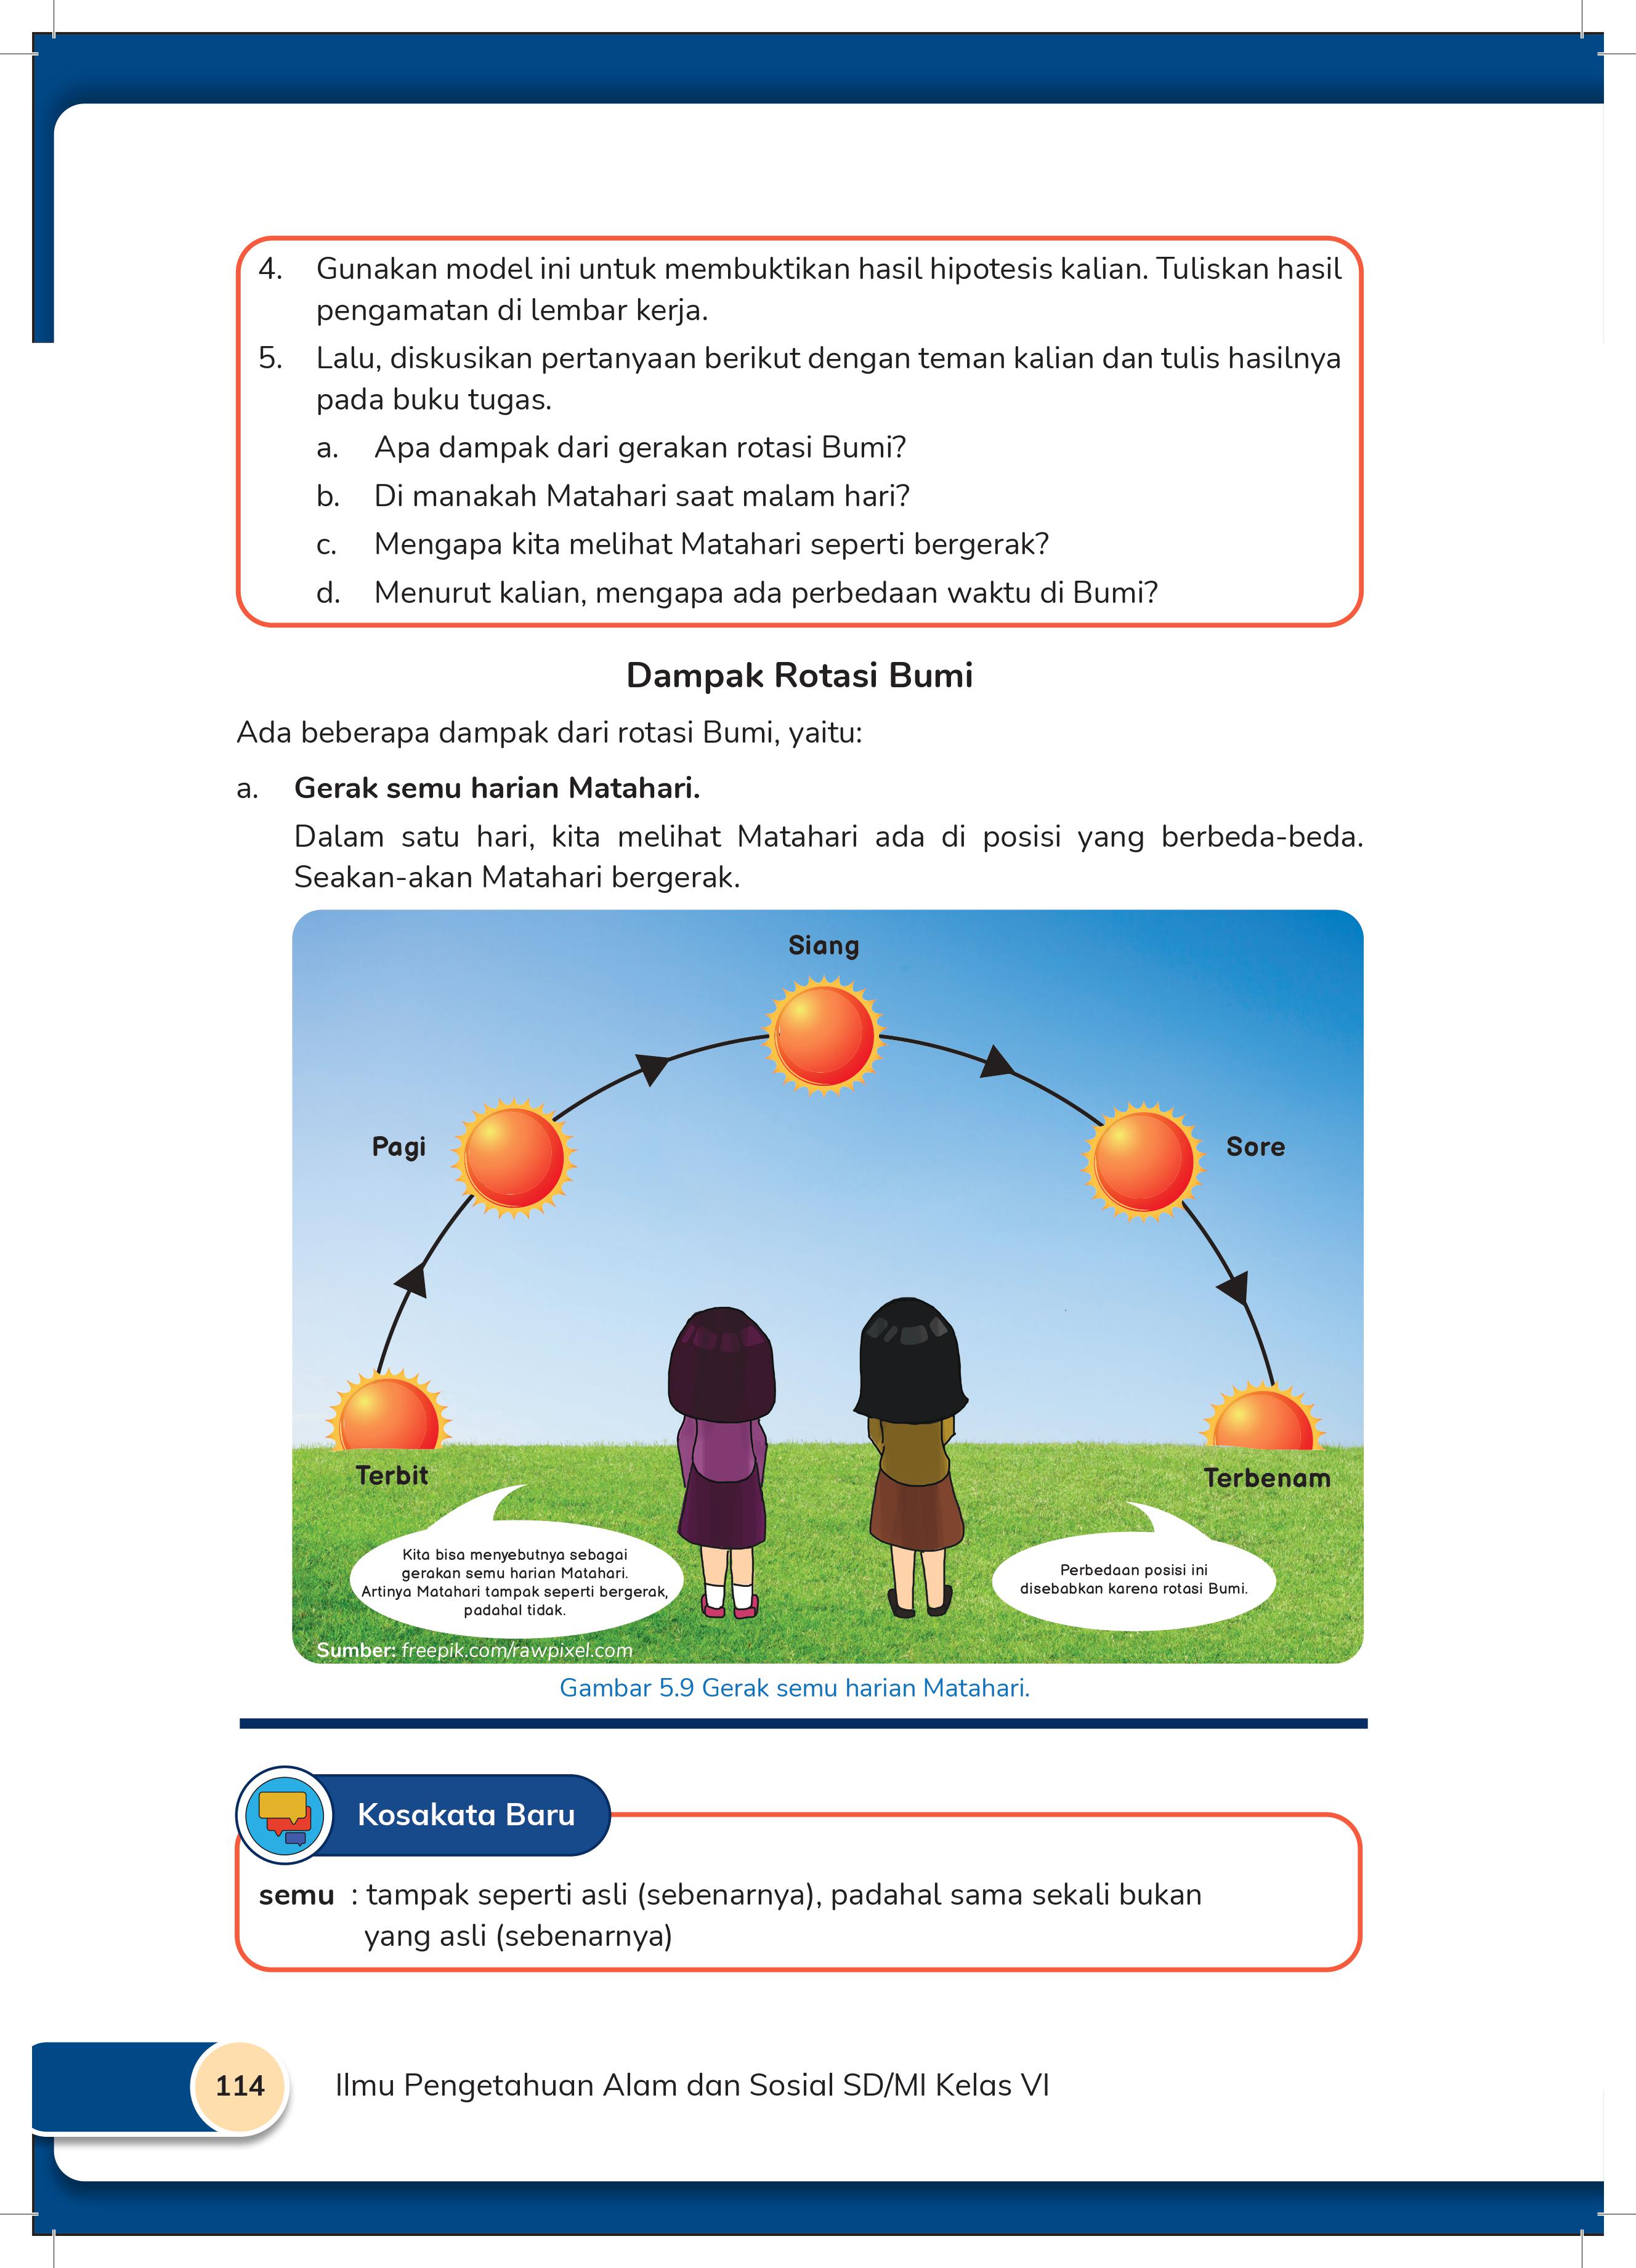 4. Gunakan model ini untuk membuktikan hasil hipotesis kalian. Tuliskan hasil
pengamatan di lembar kerja.
5. Lalu, diskusikan pertanyaan berikut dengan teman kalian dan tulis hasilnya
pada buku tugas.
a. Apa dampak dari gerakan rotasi Bumi?
b. Di manakah Matahari saat malam hari?
c. Mengapa kita melihat Matahari seperti bergerak?
d. Menurut kalian, mengapa ada perbedaan waktu di Bumi?
Dampak Rotasi Bumi
Ada beberapa dampak dari rotasi Bumi, yaitu:
a. Gerak semu harian Matahari.
Dalam satu hari, kita melihat Matahari ada di posisi yang berbeda-beda.
Seakan-akan Matahari bergerak.
Siang
Pagi
Sore
Terbit
Terbenam
Kita bisa menyebutnya sebagai
gerakan semu harian Matahari.
Artinya Matahari tampak seperti bergerak,
padahal tidak.
Perbedaan posisi ini
disebabkan karena rotasi Bumi.
Sumber: freepik.com/rawpixel.com
Gambar 5.9 Gerak semu harian Matahari.
Kosakata Baru
semu : tampak seperti asli (sebenarnya), padahal sama sekali bukan
yang asli (sebenarnya)
114 Ilmu Pengetahuan Alam dan Sosial SD/MI Kelas VI